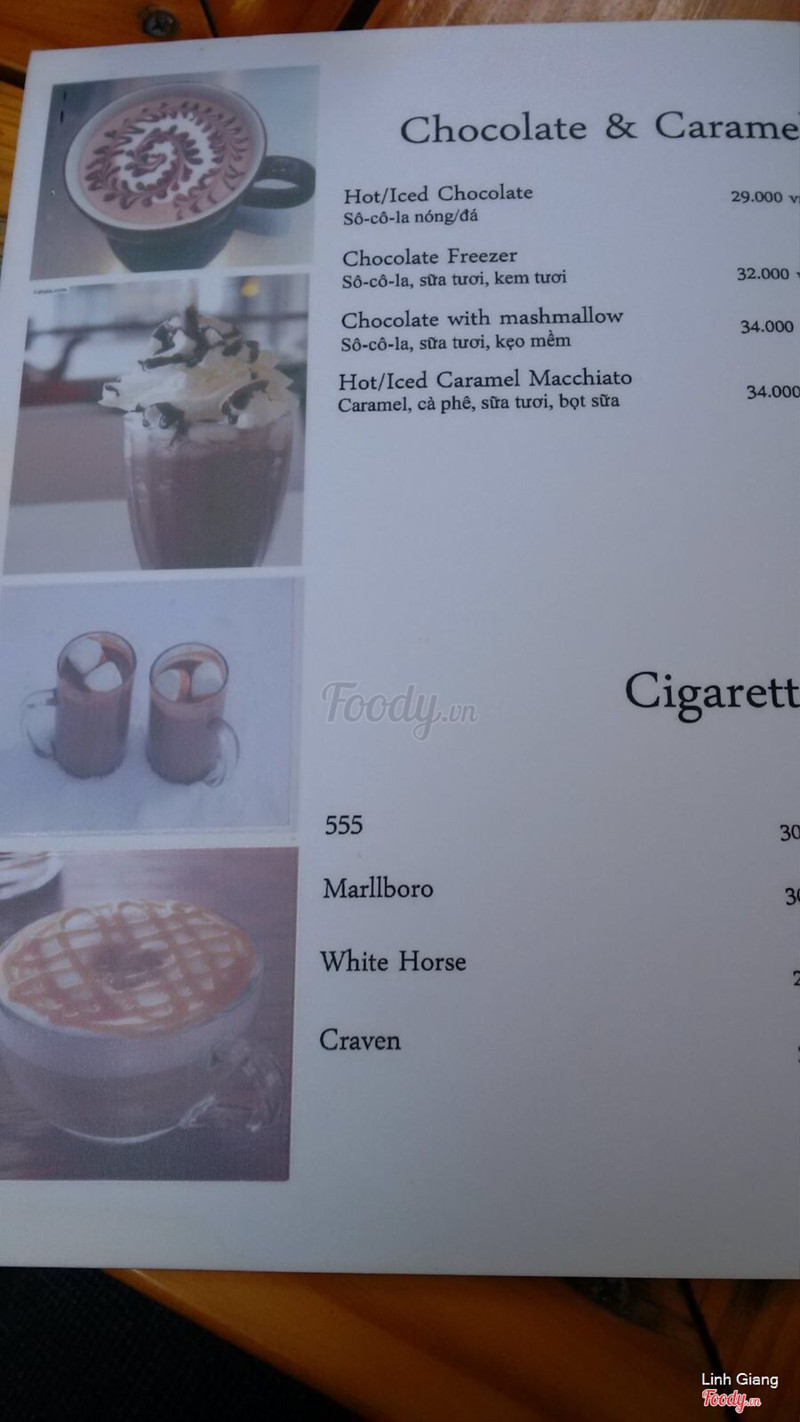 Chocolate & Carame
Hot/Iced Chocolate 29.000
Sô-cô-la nóng/đá
Chocolate Freezer
Sô-cô-la, sữa tươi, kem tươi 32.000
Chocolate with mashmallow 34.000
Sô-cô-la, sữa tươi, kẹo mềm
Hot/Iced Caramel Macchiato 34.000
Caramel, cà phê, sữa tươi, bọt sữa
Foody.vn
Cigarett
555 30
Marllboro
White Horse
Craven
Linh Giang
Foody.vn